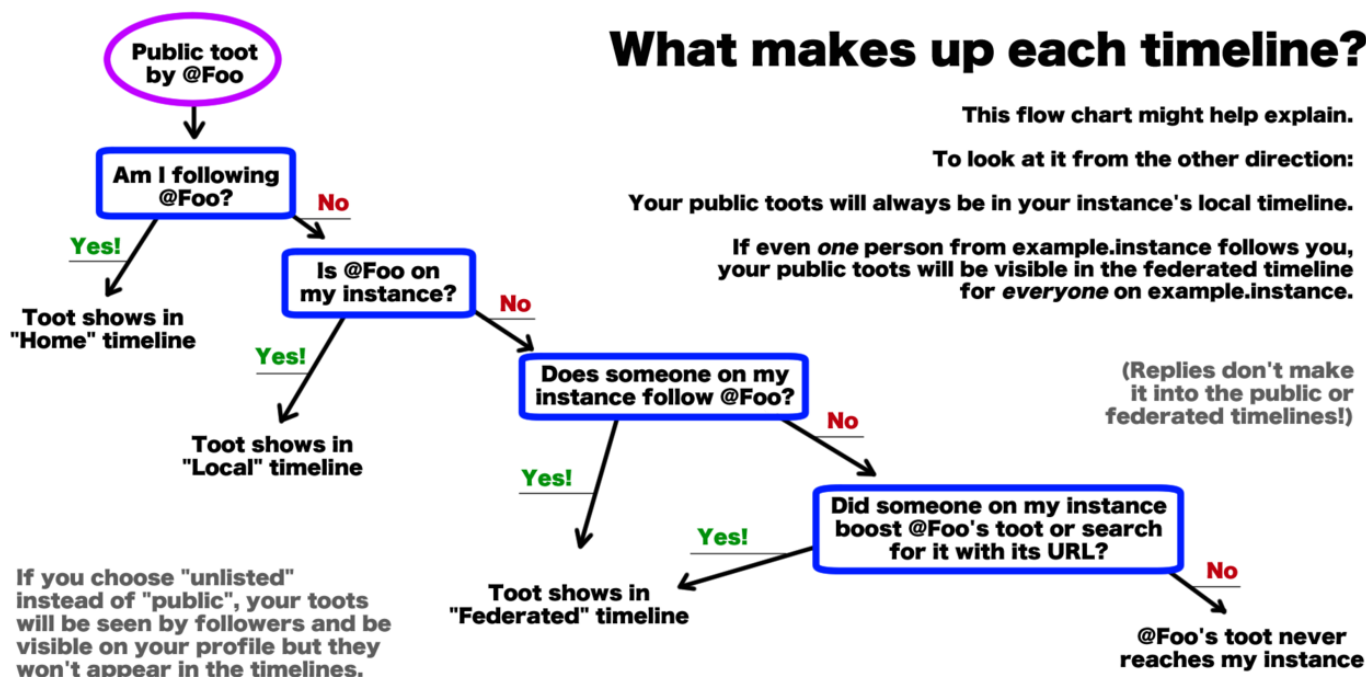 What makes up each timeline?
This flow chart might help explain.
To look at it from the other direction:
Your public toots will always be in your instance's local timeline.
If even one person from example.instance follows you,
your public toots will be visible in the federated timeline
for everyone on example.instance.
(Replies don't make
it into the public or
federated timelines!)
Public toot
by @Foo
Am I following
@Foo?
No
Yes!
Toot shows in
"Home" timeline
Is @Foo on
my instance?
No
Yes!
Toot shows in
"Local" timeline
Does someone on my
instance follow @Foo?
No
Yes!
Did someone on my instance
boost @Foo's toot or search
for it with its URL?
Yes!
No
Toot shows in
"Federated" timeline
@Foo's toot never
reaches my instance
If you choose "unlisted"
instead of "public", your toots
will be seen by followers and be
visible on your profile but they
won't appear in the timelines.